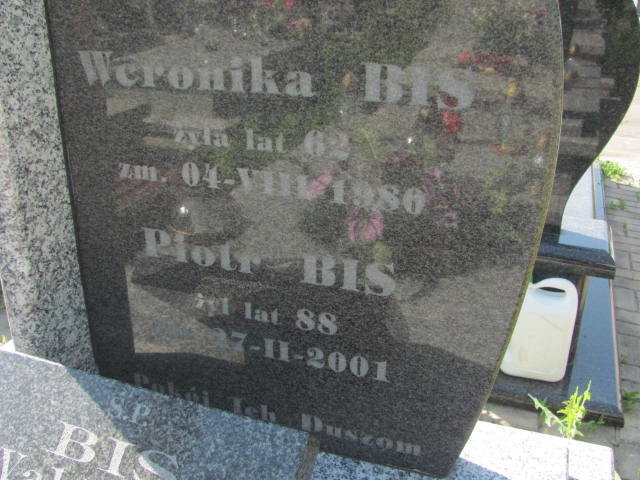 Weronika BIS
żyła lat 62
zm. 04-VIII-1980
Piotr BIS
żył lat 88
27-II-2001
Pokój Ich Duszom
Ś.P.
BIS